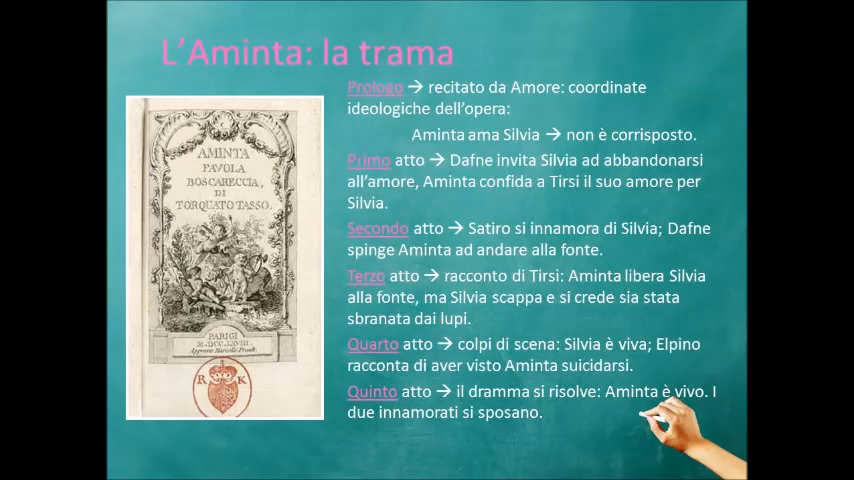 L'Aminta: la trama
Prologo → recitato da Amore: coordinate
ideologiche dell'opera:
Aminta ama Silvia → non è corrisposto.
Primo atto → Dafne invita Silvia ad abbandonarsi
all'amore, Aminta confida a Tirsi il suo amore per
Silvia.
Secondo atto → Satiro si innamora di Silvia; Dafne
spinge Aminta ad andare alla fonte.
Terzo atto → racconto di Tirsi: Aminta libera Silvia
alla fonte, ma Silvia scappa e si crede sia stata
sbranata dai lupi.
Quarto atto → colpi di scena: Silvia è viva; Elpino
racconta di aver visto Aminta suicidarsi.
Quinto atto → il dramma si risolve: Aminta è vivo. I
due innamorati si sposano.
AMINTA
FAVOLA
BOSCARECCIA,
DI
TORQUATO TASSO.
PARIGI
Appresso Marcello Prault.
R K